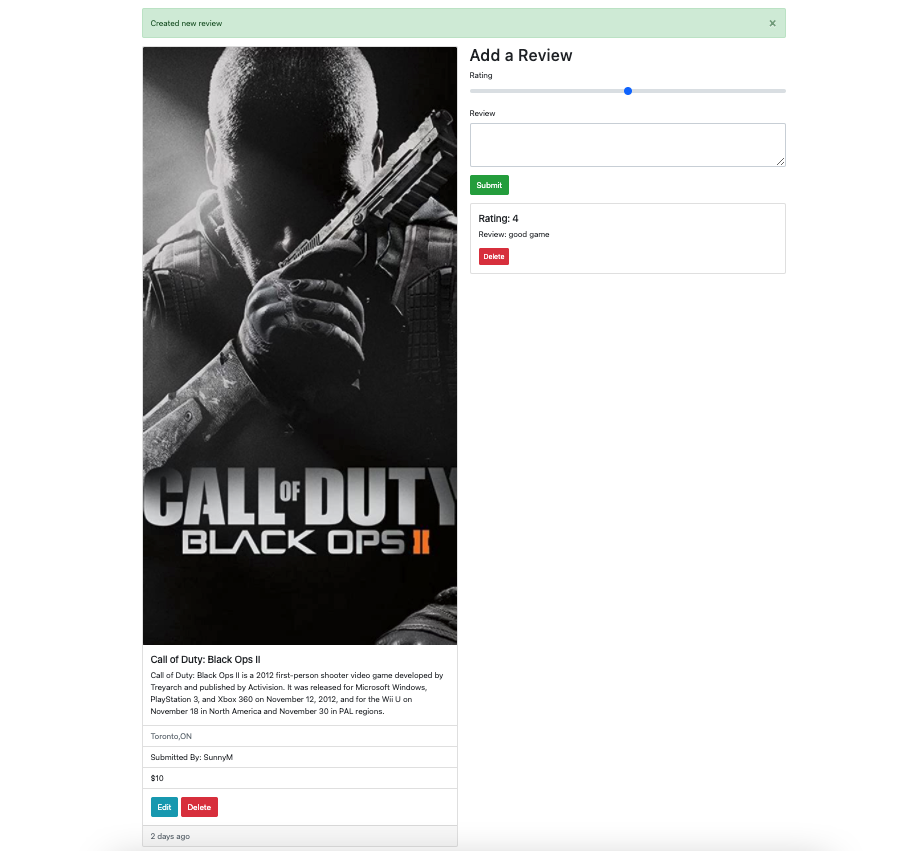 Created new review ×
CALL OF DUTY
BLACK OPS II
Call of Duty: Black Ops II
Call of Duty: Black Ops II is a 2012 first-person shooter video game developed by
Treyarch and published by Activision. It was released for Microsoft Windows,
PlayStation 3, and Xbox 360 on November 12, 2012, and for the Wii U on
November 18 in North America and November 30 in PAL regions.
Toronto,ON
Submitted By: SunnyM
$10
Edit Delete
2 days ago
Add a Review
Rating
Review
Submit
Rating: 4
Review: good game
Delete